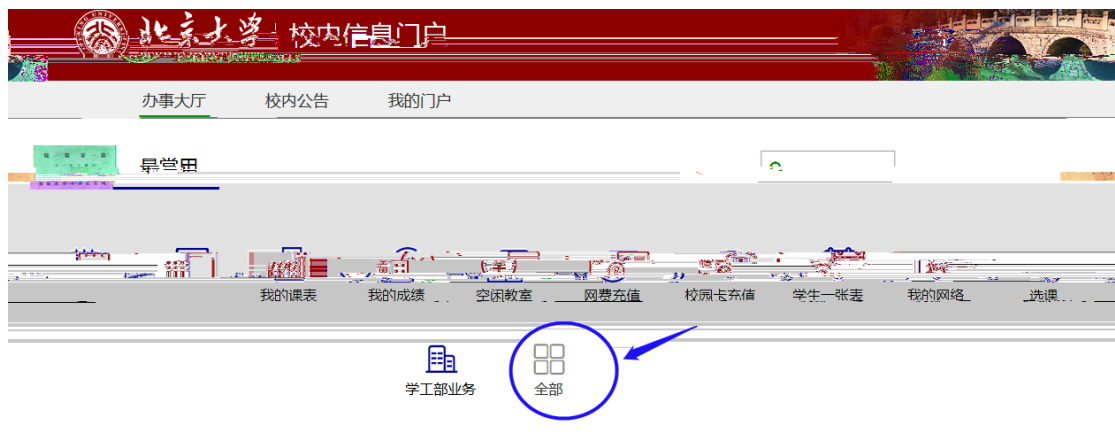 北京大学 校内信息门户
办事大厅 校内公告 我的门户
最常用
我的课表 我的成绩 空闲教室 网费充值 校园卡充值 学生一张表 我的网络 选课
学工部业务 全部